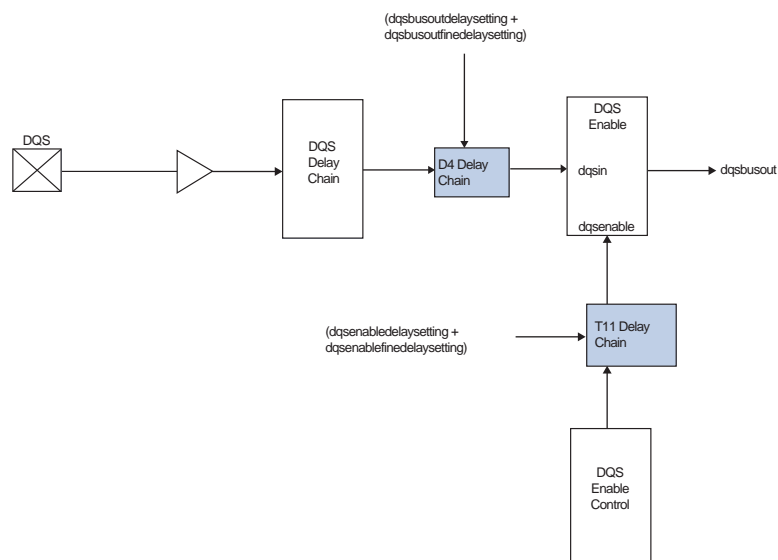 (dqsbusoutdelaysetting +
dqsbusoutfinedelaysetting)
DQS
DQS
Delay
Chain
D4 Delay
Chain
DQS
Enable
dqsin
dqsenable
dqsbusout
(dqsenabledelaysetting +
dqsenablefinedelaysetting)
T11 Delay
Chain
DQS
Enable
Control